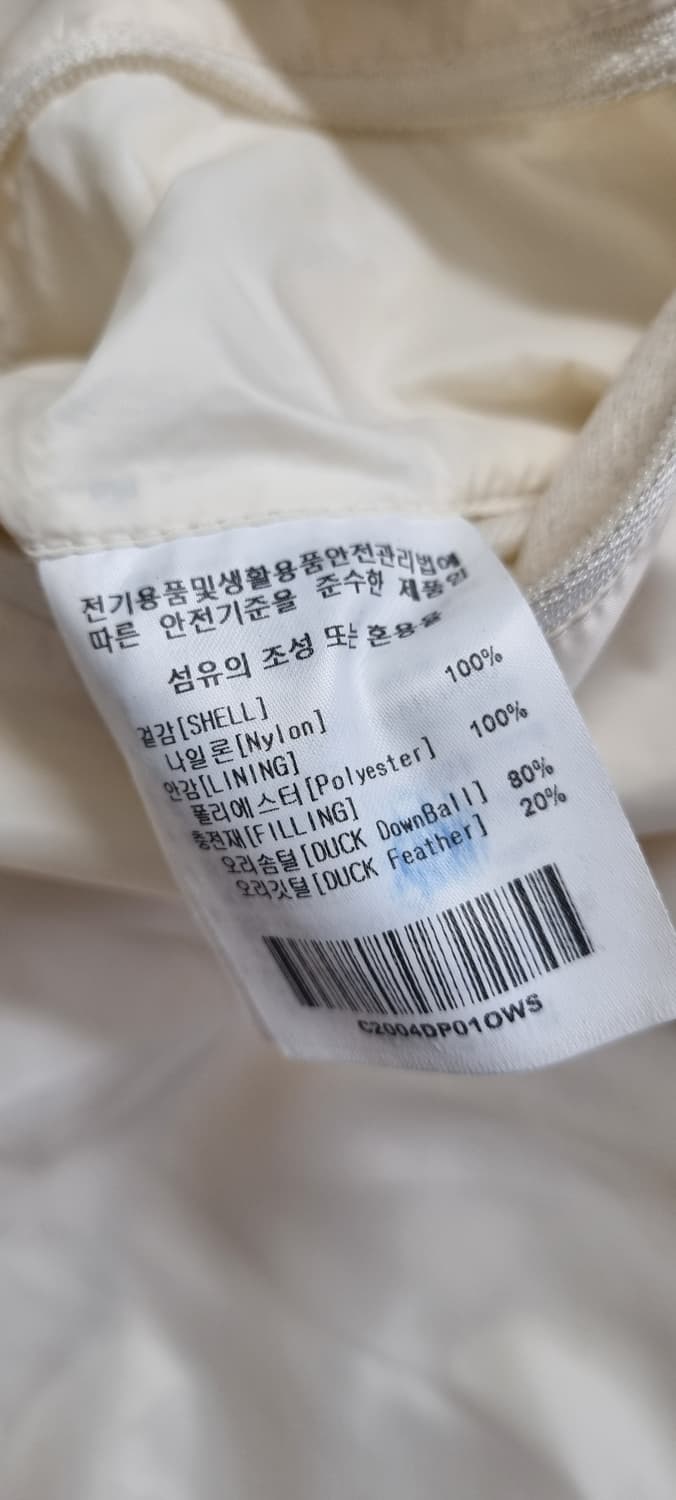 전기용품및생활용품안전관리법에
따른 안전기준을 준수한 제품임
섬유의 조성 또는 혼용율
겉감[SHELL]
나일론[Nylon] 100%
안감[LINING]
폴리에스터[Polyester] 100%
충전재[FILLING]
오리솜털[DUCK DownBall] 80%
오리깃털[DUCK Feather] 20%
C2004DP01OWS